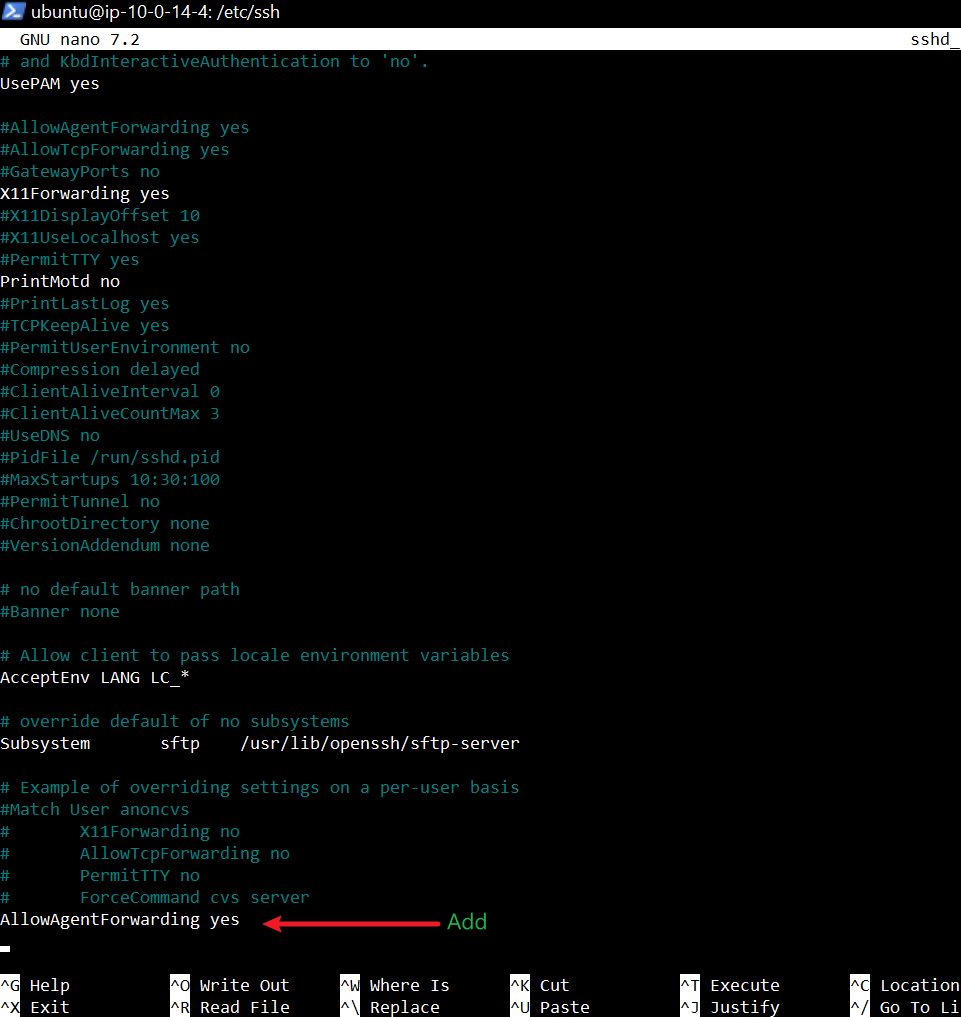 ubuntu@ip-10-0-14-4: /etc/ssh
GNU nano 7.2 sshd_
# and KbdInteractiveAuthentication to 'no'.
UsePAM yes
#AllowAgentForwarding yes
#AllowTcpForwarding yes
#GatewayPorts no
X11Forwarding yes
#X11DisplayOffset 10
#X11UseLocalhost yes
#PermitTTY yes
PrintMotd no
#PrintLastLog yes
#TCPKeepAlive yes
#PermitUserEnvironment no
#Compression delayed
#ClientAliveInterval 0
#ClientAliveCountMax 3
#UseDNS no
#PidFile /run/sshd.pid
#MaxStartups 10:30:100
#PermitTunnel no
#ChrootDirectory none
#VersionAddendum none
# no default banner path
#Banner none
# Allow client to pass locale environment variables
AcceptEnv LANG LC_*
# override default of no subsystems
Subsystem       sftp    /usr/lib/openssh/sftp-server
# Example of overriding settings on a per-user basis
#Match User anoncvs
#       X11Forwarding no
#       AllowTcpForwarding no
#       PermitTTY no
#       ForceCommand cvs server
AllowAgentForwarding yes Add
^G Help ^O Write Out ^W Where Is ^K Cut ^T Execute ^C Location
^X Exit ^R Read File ^\ Replace ^U Paste ^J Justify ^/ Go To Li